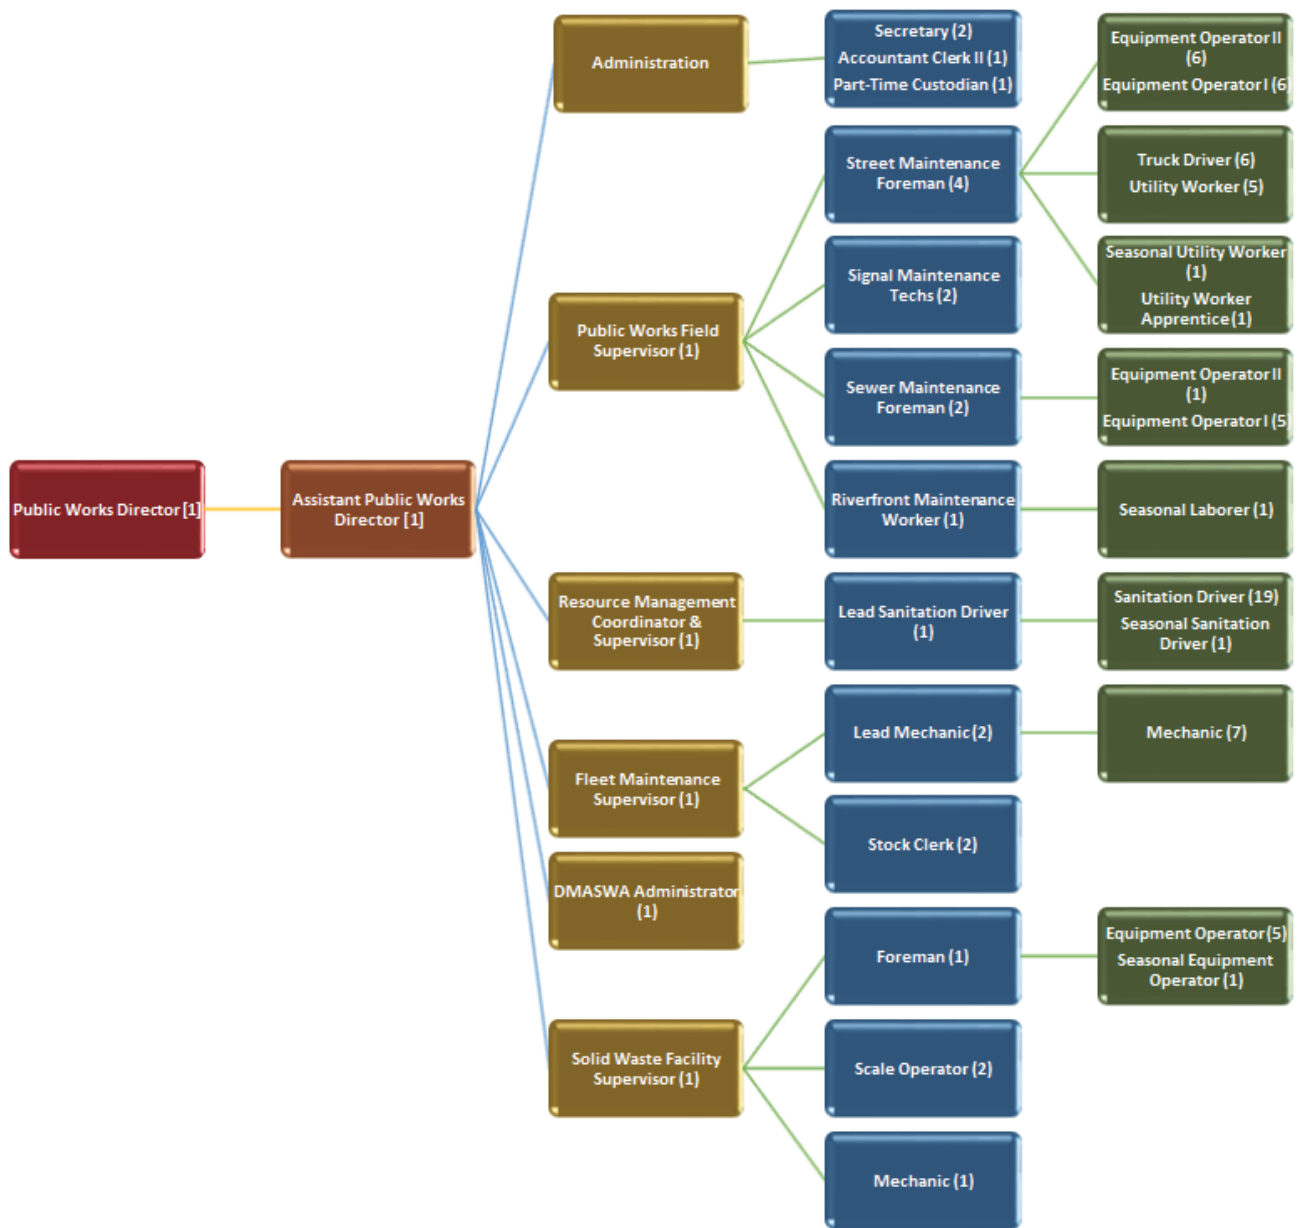 Public Works Director [1]
Assistant Public Works
Director [1]
Administration
Secretary (2)
Accountant Clerk II (1)
Part-Time Custodian (1)
Public Works Field
Supervisor (1)
Street Maintenance
Foreman (4)
Equipment Operator II
(6)
Equipment Operator I (6)
Truck Driver (6)
Utility Worker (5)
Seasonal Utility Worker
(1)
Utility Worker
Apprentice (1)
Signal Maintenance
Techs (2)
Sewer Maintenance
Foreman (2)
Equipment Operator II
(1)
Equipment Operator I (5)
Riverfront Maintenance
Worker (1)
Seasonal Laborer (1)
Resource Management
Coordinator &
Supervisor (1)
Lead Sanitation Driver
(1)
Sanitation Driver (19)
Seasonal Sanitation
Driver (1)
Fleet Maintenance
Supervisor (1)
Lead Mechanic (2)
Mechanic (7)
Stock Clerk (2)
DMASWA Administrator
(1)
Solid Waste Facility
Supervisor (1)
Foreman (1)
Equipment Operator (5)
Seasonal Equipment
Operator (1)
Scale Operator (2)
Mechanic (1)